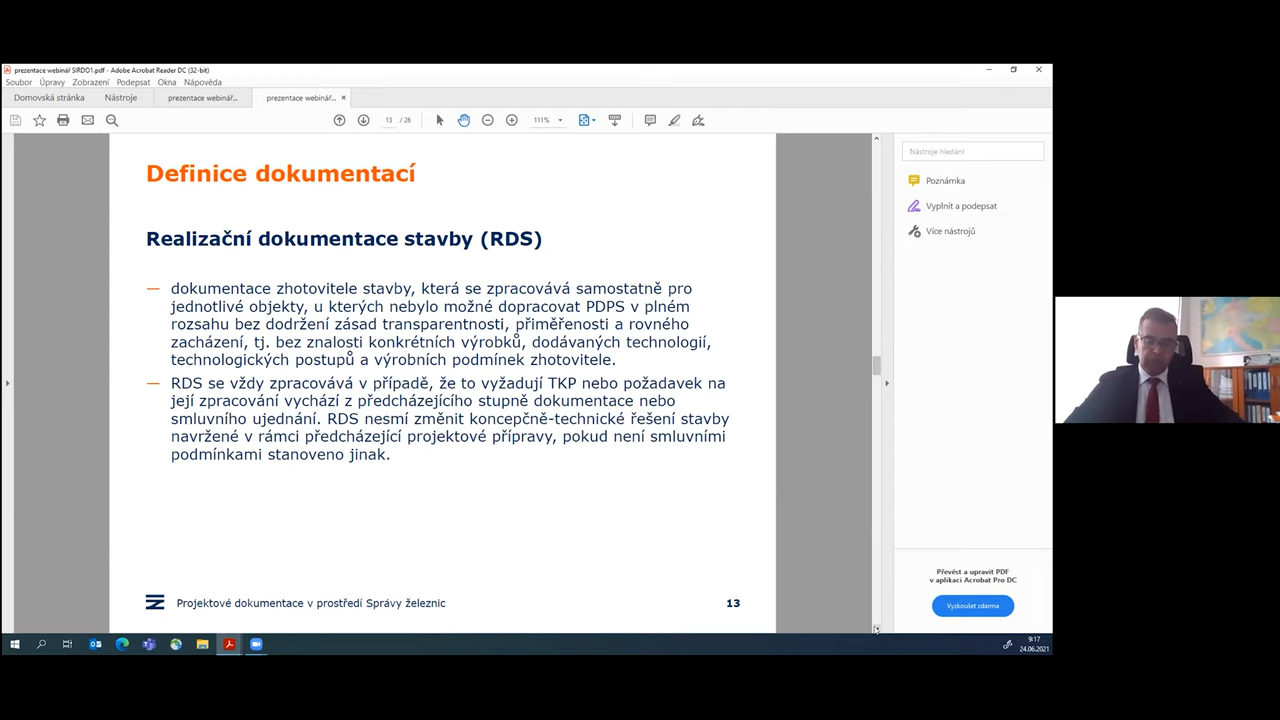 prezentace webinář SIRDO1.pdf - Adobe Acrobat Reader DC (32-bit)
Soubor Úpravy Zobrazení Podepsat Okna Nápověda
Domovská stránka Nástroje prezentace webinář... prezentace webinář... ×
13 / 26 111%
Definice dokumentací
Realizační dokumentace stavby (RDS)
— dokumentace zhotovitele stavby, která se zpracovává samostatně pro
jednotlivé objekty, u kterých nebylo možné dopracovat PDPS v plném
rozsahu bez dodržení zásad transparentnosti, přiměřenosti a rovného
zacházení, tj. bez znalosti konkrétních výrobků, dodávaných technologií,
technologických postupů a výrobních podmínek zhotovitele.
— RDS se vždy zpracovává v případě, že to vyžadují TKP nebo požadavek na
její zpracování vychází z předcházejícího stupně dokumentace nebo
smluvního ujednání. RDS nesmí změnit koncepčně-technické řešení stavby
navržené v rámci předcházející projektové přípravy, pokud není smluvními
podmínkami stanoveno jinak.
Projektové dokumentace v prostředí Správy železnic 13
Nástroje hledání
Poznámka
Vyplnit a podepsat
Více nástrojů
Převést a upravit PDF
v aplikaci Acrobat Pro DC
Vyzkoušet zdarma
9:17
24.06.2021